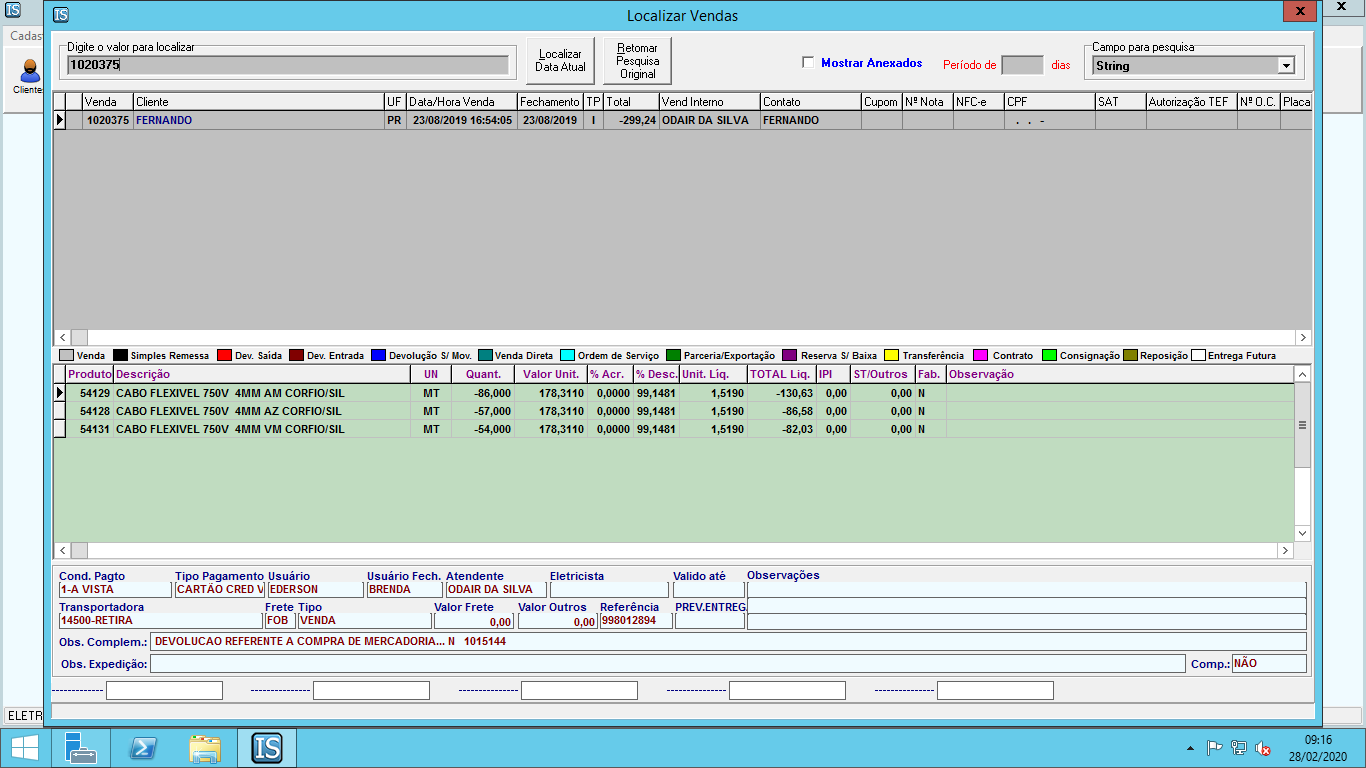 IS Localizar Vendas x x
Cadas
Cliente
Digite o valor para localizar
1020375
Localizar
Data Atual
Retornar
Pesquisa
Original
Mostrar Anexados
Período de dias
Campo para pesquisa
String
Venda Cliente UF Data/Hora Venda Fechamento TP Total Vend Interno Contato Cupom Nº Nota NFC-e CPF SAT Autorização TEF Nº O.C. Placa
1020375 FERNANDO PR 23/08/2019 16:54:05 23/08/2019 I -299,24 ODAIR DA SILVA FERNANDO . . -
Venda Simples Remessa Dev. Saída Dev. Entrada Devolução S/ Mov. Venda Direta Ordem de Serviço Parceria/Exportação Reserva S/ Baixa Transferência Contrato Consignação Reposição Entrega Futura
Produto Descrição UN Quant. Valor Unit. % Acr. % Desc. Unit. Líq. TOTAL Liq. IPI ST/Outros Fab. Observação
54129 CABO FLEXIVEL 750V 4MM AM CORFIO/SIL MT -86,000 178,3110 0,0000 99,1481 1,5190 -130,63 0,00 0,00 N
54128 CABO FLEXIVEL 750V 4MM AZ CORFIO/SIL MT -57,000 178,3110 0,0000 99,1481 1,5190 -86,58 0,00 0,00 N
54131 CABO FLEXIVEL 750V 4MM VM CORFIO/SIL MT -54,000 178,3110 0,0000 99,1481 1,5190 -82,03 0,00 0,00 N
Cond. Pagto Tipo Pagamento Usuário Usuário Fech. Atendente Eletricista Valido até Observações
1-A VISTA CARTÃO CRED V EDERSON BRENDA ODAIR DA SILVA
Transportadora Frete Tipo Valor Frete Valor Outros Referência PREV.ENTREG.
14500-RETIRA FOB VENDA 0,00 0,00 998012894
Obs. Complem.: DEVOLUCAO REFERENTE A COMPRA DE MERCADORIA... N 1015144
Obs. Expedição: Comp.: NÃO
------------- --------------- --------------- --------------- ---------------
ELETR
IS
09:16
28/02/2020